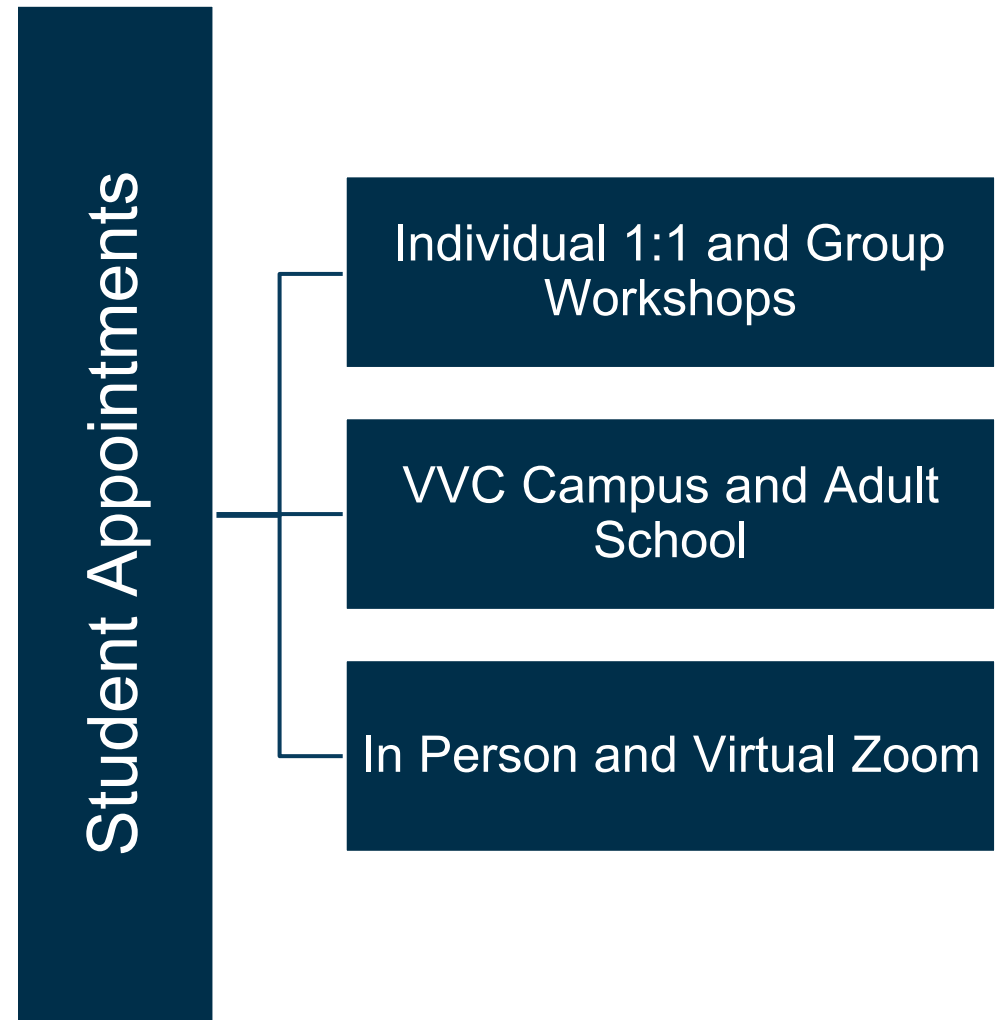 Student Appointments
Individual 1:1 and Group
Workshops
VVC Campus and Adult
School
In Person and Virtual Zoom